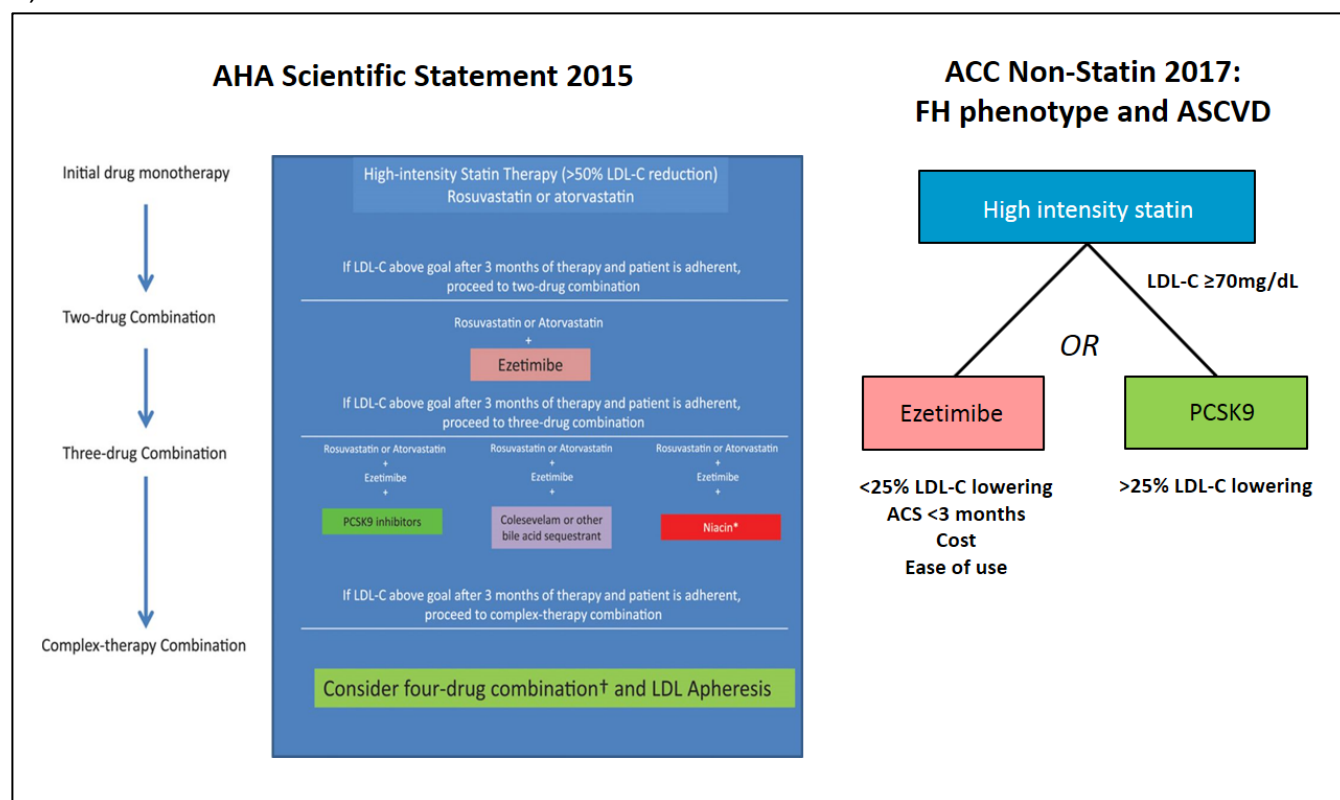 AHA Scientific Statement 2015
Initial drug monotherapy
High-intensity Statin Therapy (>50% LDL-C reduction)
Rosuvastatin or atorvastatin
If LDL-C above goal after 3 months of therapy and patient is adherent,
proceed to two-drug combination
Two-drug Combination
Rosuvastatin or Atorvastatin
+
Ezetimibe
If LDL-C above goal after 3 months of therapy and patient is adherent,
proceed to three-drug combination
Three-drug Combination
Rosuvastatin or Atorvastatin
+
Ezetimibe
+
PCSK9 inhibitors
Rosuvastatin or Atorvastatin
+
Ezetimibe
+
Colesevelam or other
bile acid sequestrant
Rosuvastatin or Atorvastatin
+
Ezetimibe
+
Niacin*
If LDL-C above goal after 3 months of therapy and patient is adherent,
proceed to complex-therapy combination
Complex-therapy Combination
Consider four-drug combination† and LDL Apheresis
ACC Non-Statin 2017:
FH phenotype and ASCVD
High intensity statin
LDL-C ≥70mg/dL
OR
Ezetimibe
PCSK9
<25% LDL-C lowering
ACS <3 months
Cost
Ease of use
>25% LDL-C lowering